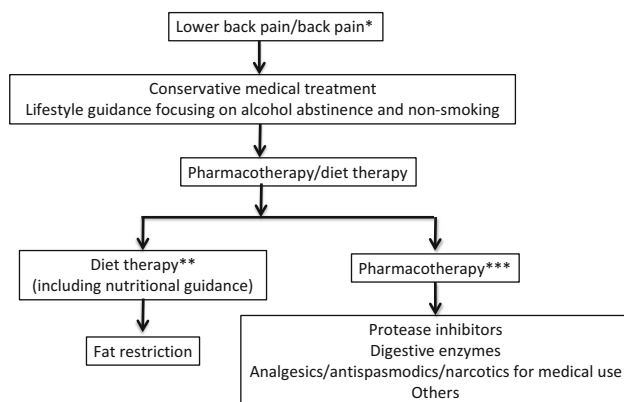 Lower back pain/back pain*
Conservative medical treatment
Lifestyle guidance focusing on alcohol abstinence and non-smoking
Pharmacotherapy/diet therapy
Diet therapy**
(including nutritional guidance)
Pharmacotherapy***
Fat restriction
Protease inhibitors
Digestive enzymes
Analgesics/antispasmodics/narcotics for medical use
Others